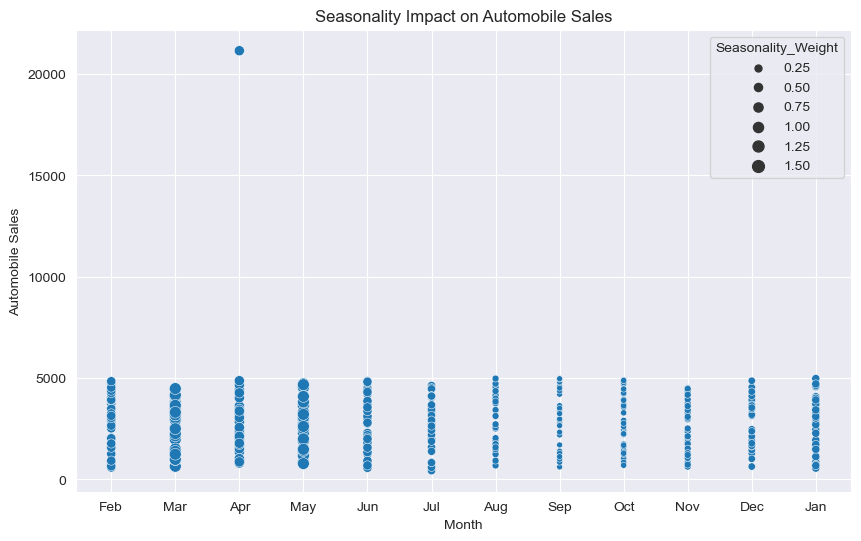 Seasonality Impact on Automobile Sales
Seasonality_Weight
0.25
0.50
0.75
1.00
1.25
1.50
20000
15000
10000
5000
0
Automobile Sales
Feb Mar Apr May Jun Jul Aug Sep Oct Nov Dec Jan
Month